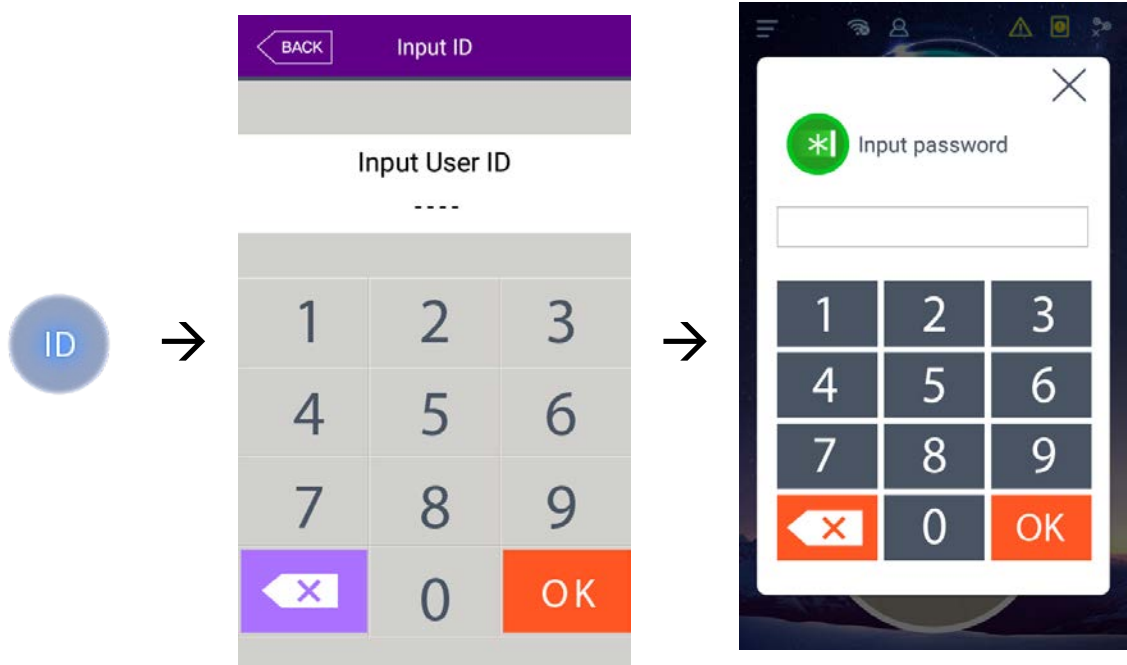 ID
BACK
Input ID
Input User ID
----
1 2 3
4 5 6
7 8 9
0 OK
Input password
1 2 3
4 5 6
7 8 9
0 OK